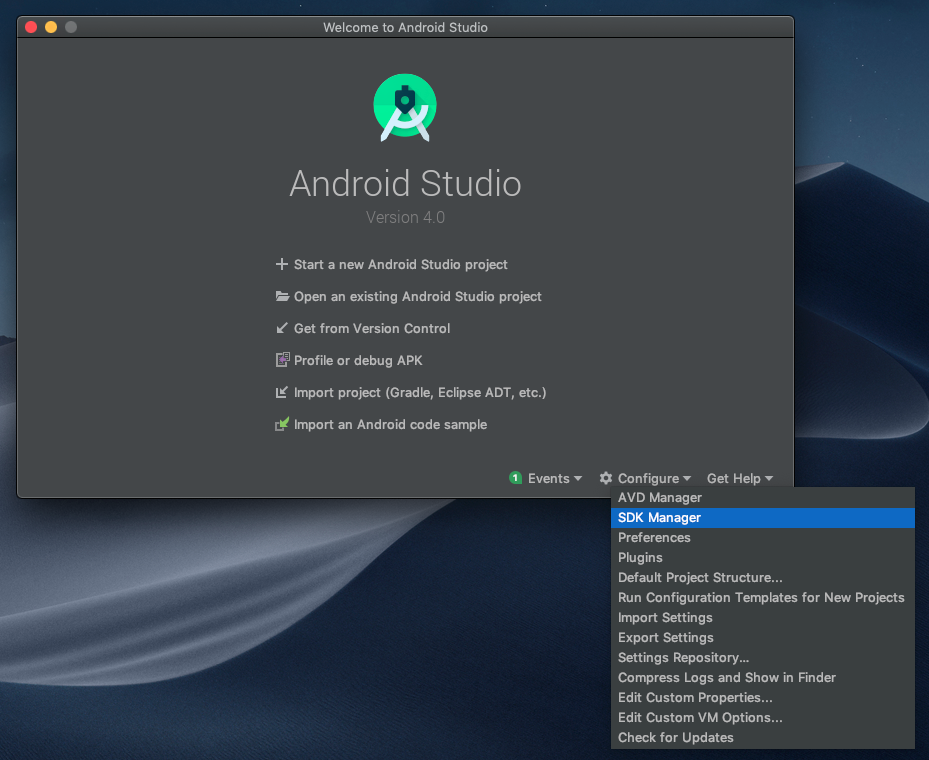 Welcome to Android Studio
Android Studio
Version 4.0
Start a new Android Studio project
Open an existing Android Studio project
Get from Version Control
Profile or debug APK
Import project (Gradle, Eclipse ADT, etc.)
Import an Android code sample
1 Events Configure Get Help
AVD Manager
SDK Manager
Preferences
Plugins
Default Project Structure...
Run Configuration Templates for New Projects
Import Settings
Export Settings
Settings Repository...
Compress Logs and Show in Finder
Edit Custom Properties...
Edit Custom VM Options...
Check for Updates